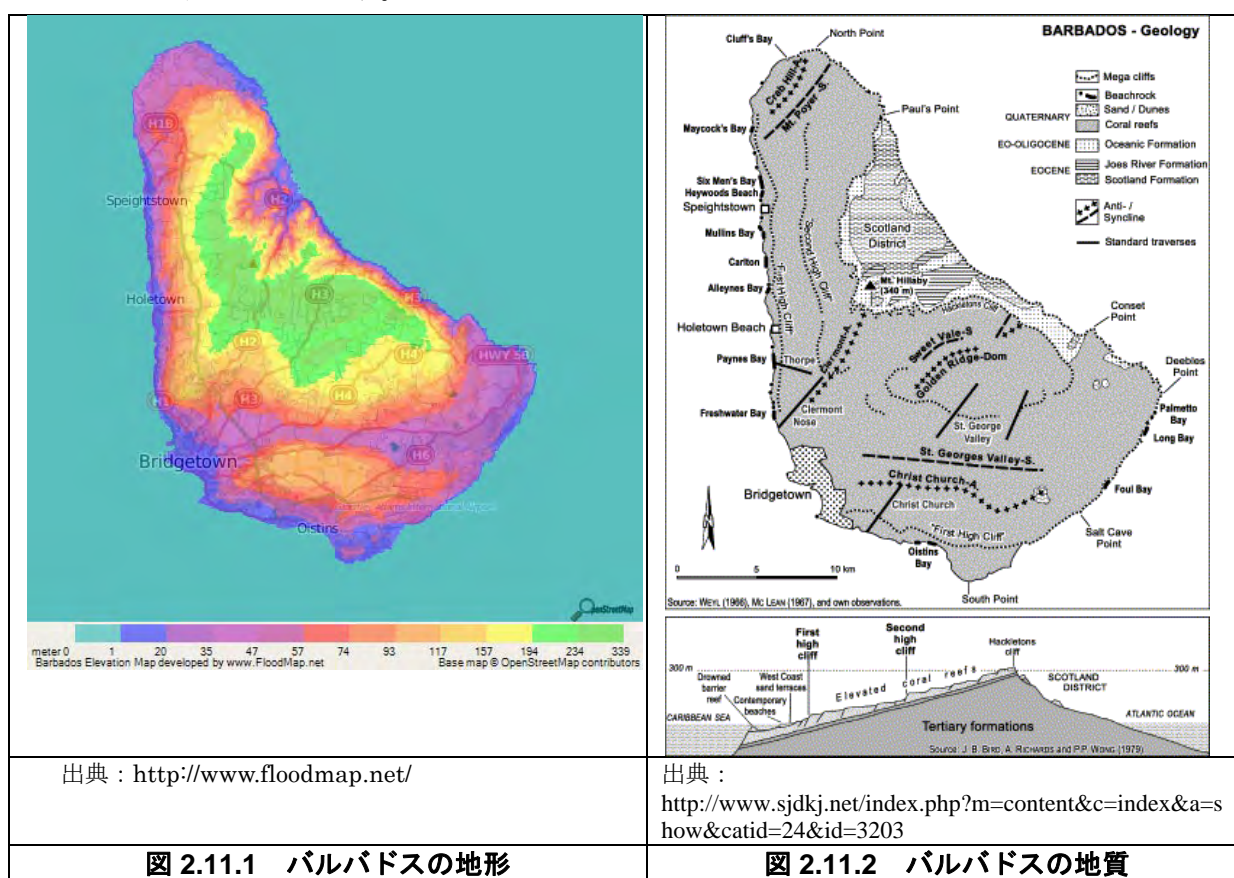 H1B
Speightstown
H2
Holetown
H3
H3
H2
H4
HWY 5B
H1
H3
H4
Bridgetown
H6
Oistins
OpenStreetMap
meter 0 1 20 35 47 57 74 93 117 157 194 234 339
Barbados Elevation Map developed by www.FloodMap.net
Base map © OpenStreetMap contributors
BARBADOS - Geology
Cluff's Bay
North Point
Crab Hill-A.
Mt. Poyer -S.
Paul's Point
Maycock's Bay
Six Men's Bay
Heywoods Beach
Speightstown
Mullins Bay
Carlton
Alleynes Bay
Holetown Beach
Paynes Bay
Freshwater Bay
Mega cliffs
Beachrock
QUATERNARY
Sand / Dunes
Coral reefs
EO-OLIGOCENE
Oceanic Formation
EOCENE
Joes River Formation
Scotland Formation
Anti- /
Syncline
Standard traverses
Scotland
District
"First High Cliff"
"Second High Cliff"
Mt. Hillaby
(340 m)
Hackletons Cliff
Conset
Point
Deebles
Point
Sweet Vale-S
Golden Ridge-Dom
Clermont-A.
Thorpe
Clermont
Nose
Palmetto
Bay
Long Bay
St. George
Valley
St. Georges Valley-S.
Christ Church-A.
Bridgetown
Christ Church
Foul Bay
"First High Cliff"
Salt Cave
Point
Oistins
Bay
South Point
0 5 10 km
Source: WEYL (1966), MC LEAN (1967), and own observations.
First
high
cliff
Second
high
cliff
Hackletons
cliff
300 m
300 m
Drowned
barrier
reef
West Coast
sand terraces
Contemporary
beaches
Elevated coral reefs
SCOTLAND
DISTRICT
CARIBBEAN SEA
ATLANTIC OCEAN
Tertiary formations
Source: J. B. BIRD, A. RICHARDS and P.P. WONG (1979)
出典：http://www.floodmap.net/
出典：
http://www.sjdkj.net/index.php?m=content&c=index&a=s
how&catid=24&id=3203
図 2.11.1 バルバドスの地形
図 2.11.2 バルバドスの地質